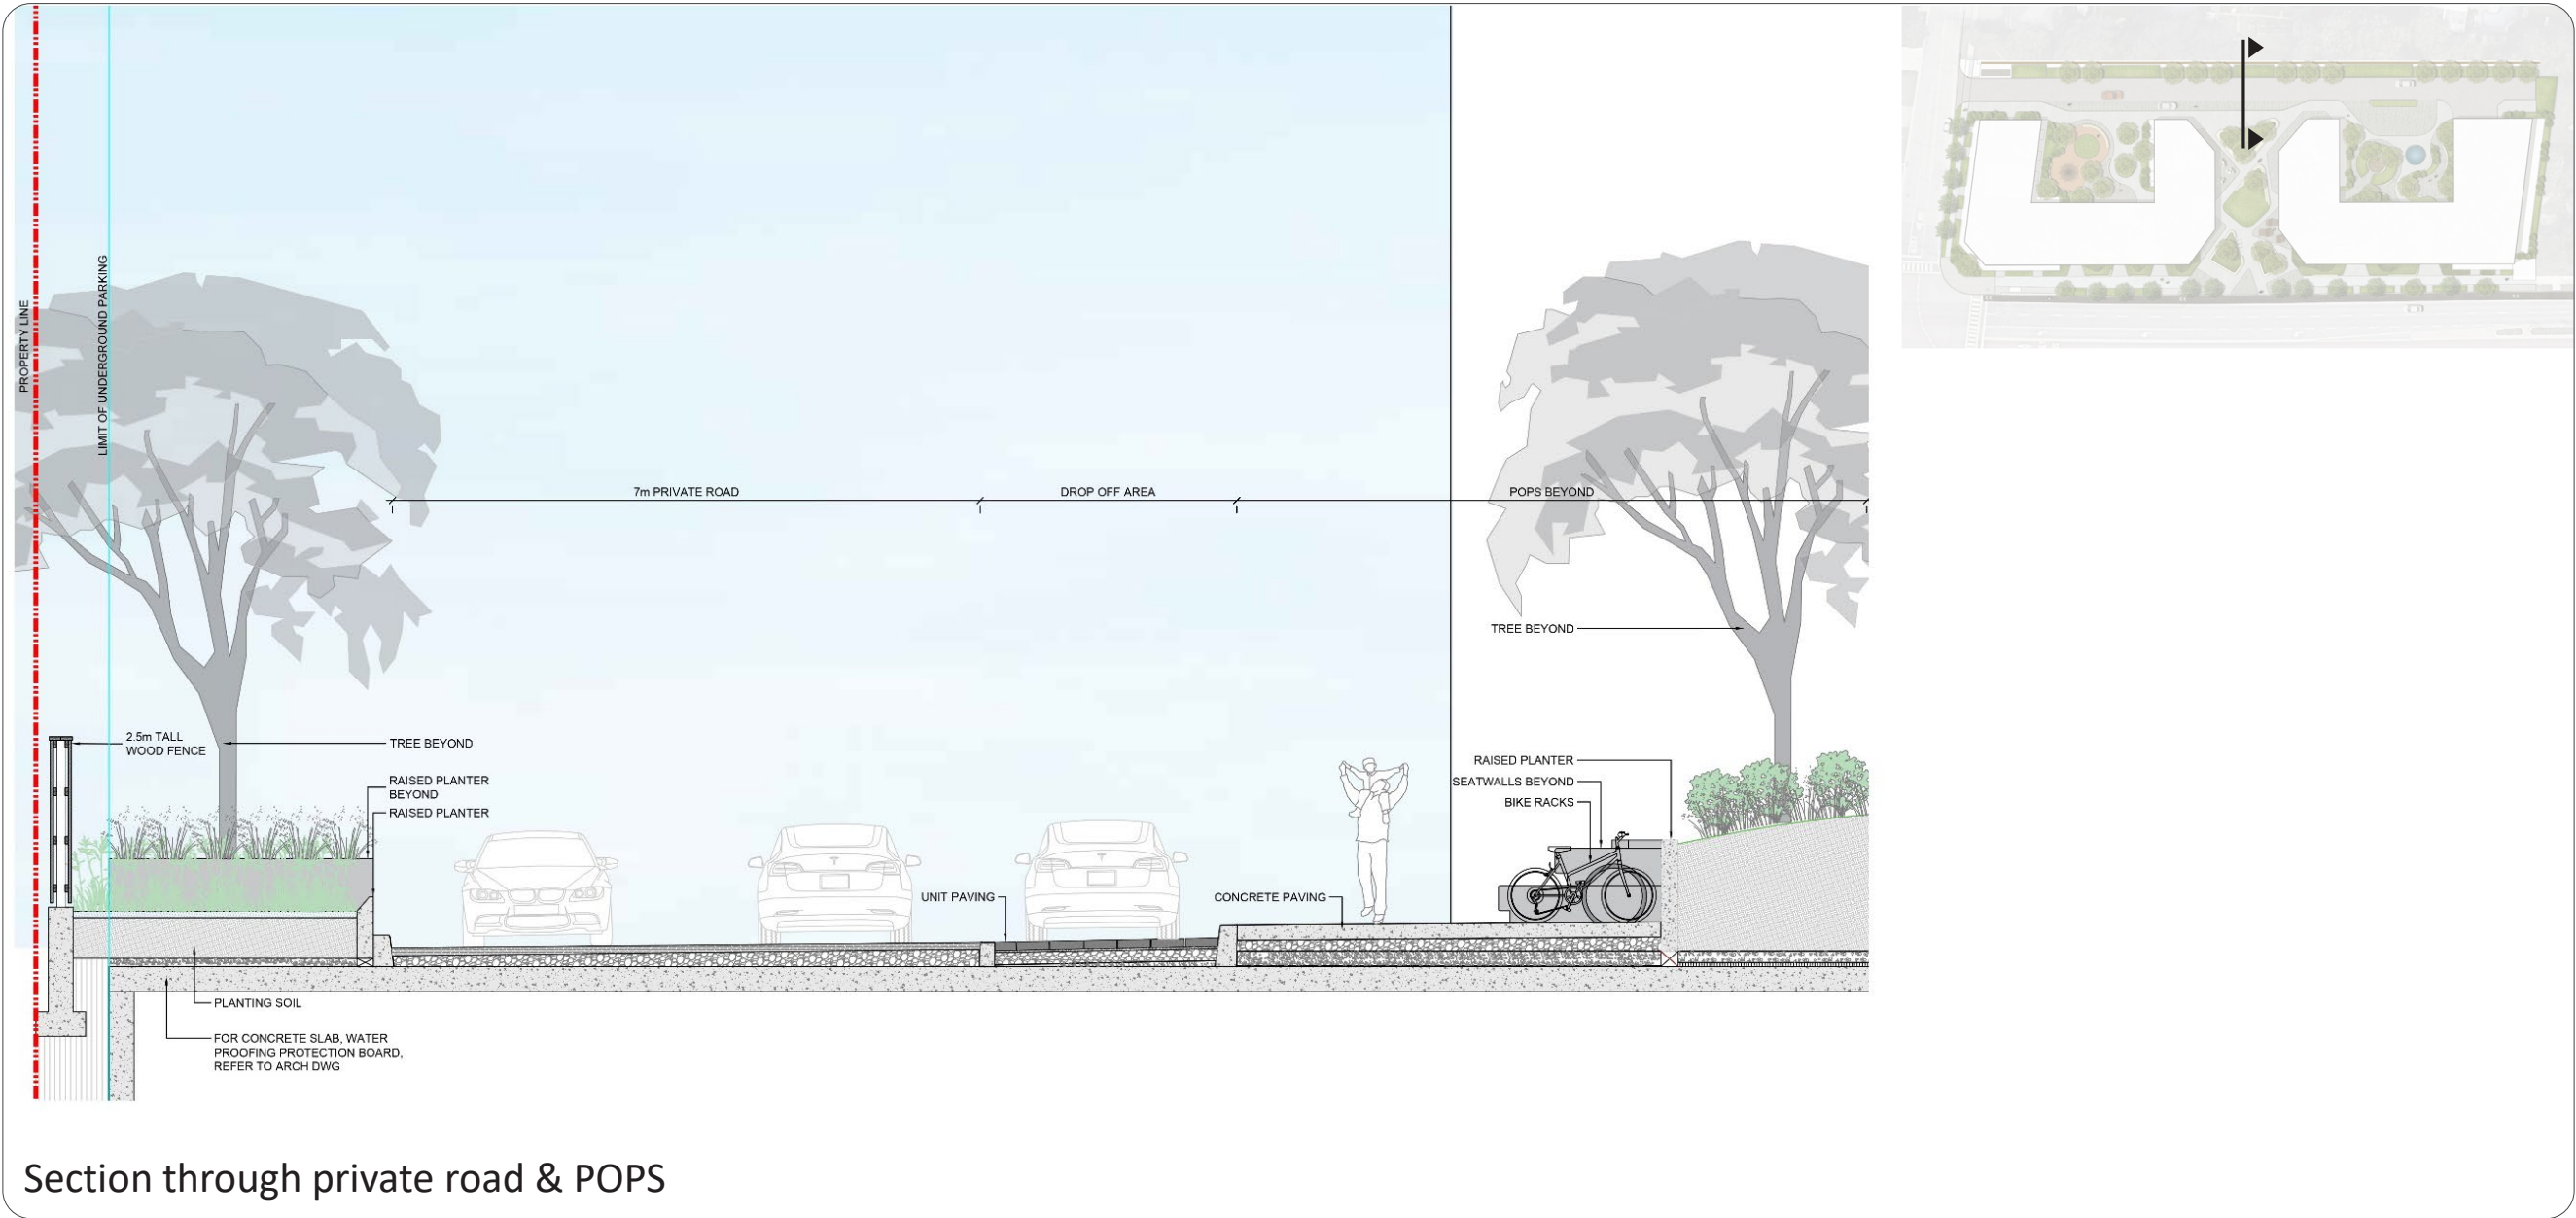 PROPERTY LINE
LIMIT OF UNDERGROUND PARKING
7m PRIVATE ROAD
DROP OFF AREA
POPS BEYOND
TREE BEYOND
2.5m TALL
WOOD FENCE
TREE BEYOND
RAISED PLANTER
BEYOND
RAISED PLANTER
RAISED PLANTER
SEATWALLS BEYOND
BIKE RACKS
UNIT PAVING
CONCRETE PAVING
PLANTING SOIL
FOR CONCRETE SLAB, WATER
PROOFING PROTECTION BOARD,
REFER TO ARCH DWG
Section through private road & POPS